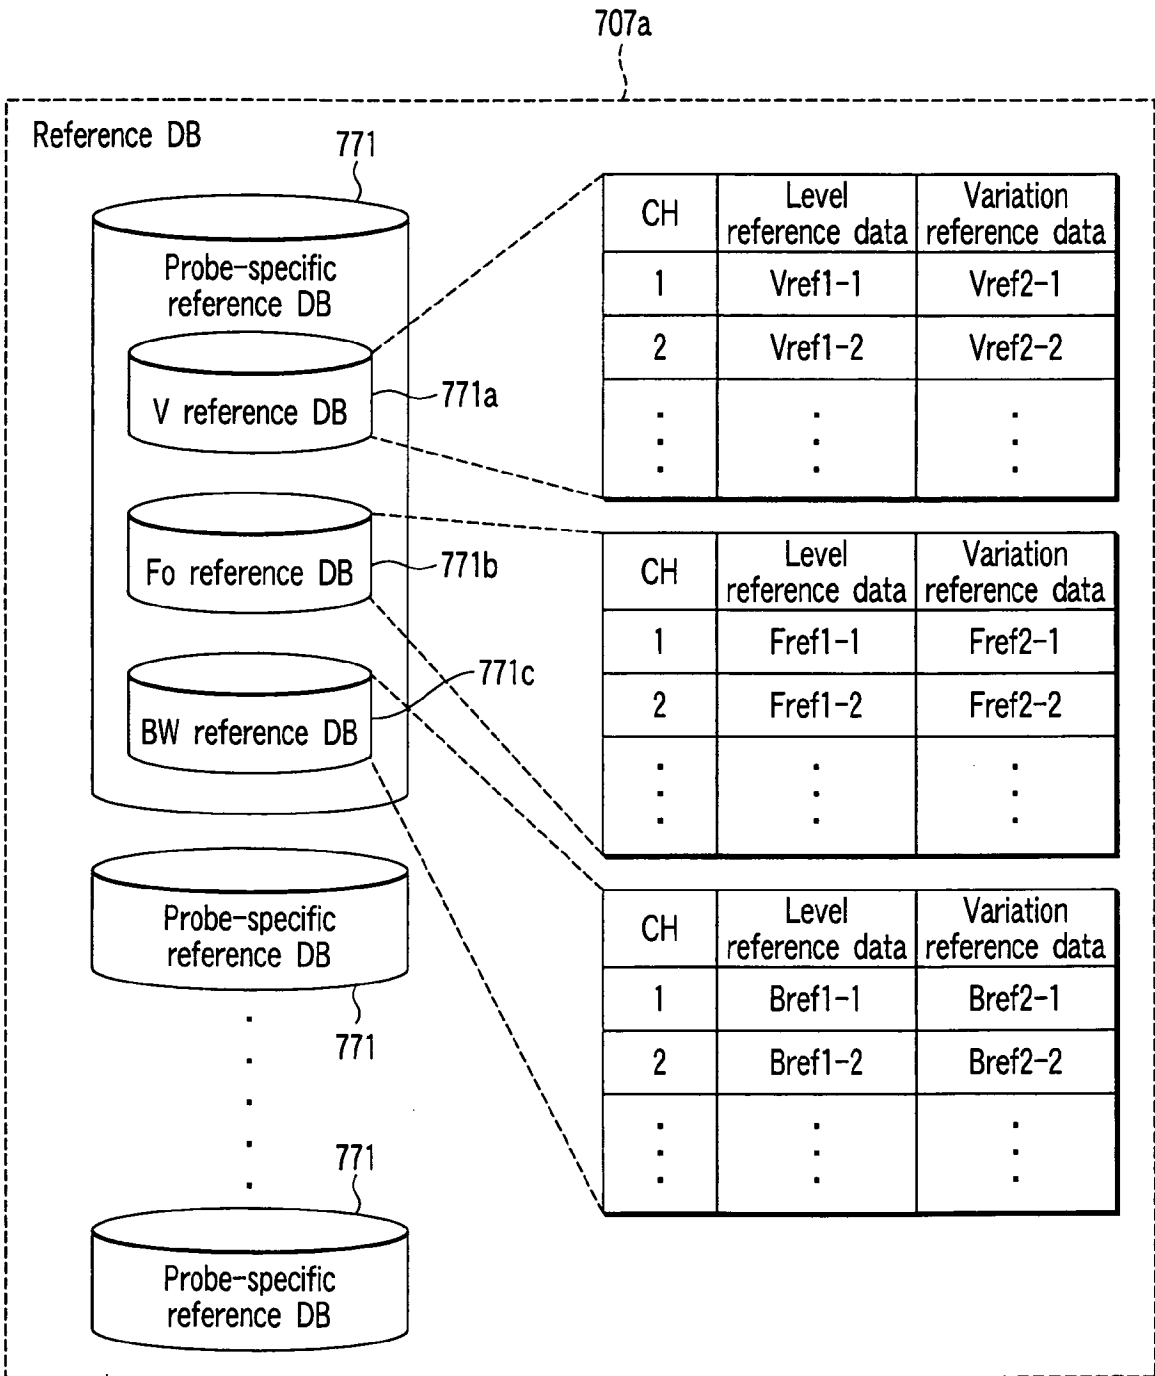 707a
Reference DB
771
Probe-specific
reference DB
V reference DB
771a
Fo reference DB
771b
BW reference DB
771c
Probe-specific
reference DB
771
771
Probe-specific
reference DB
CH Level reference data Variation reference data
1 Vref1-1 Vref2-1
2 Vref1-2 Vref2-2
CH Level reference data Variation reference data
1 Fref1-1 Fref2-1
2 Fref1-2 Fref2-2
CH Level reference data Variation reference data
1 Bref1-1 Bref2-1
2 Bref1-2 Bref2-2